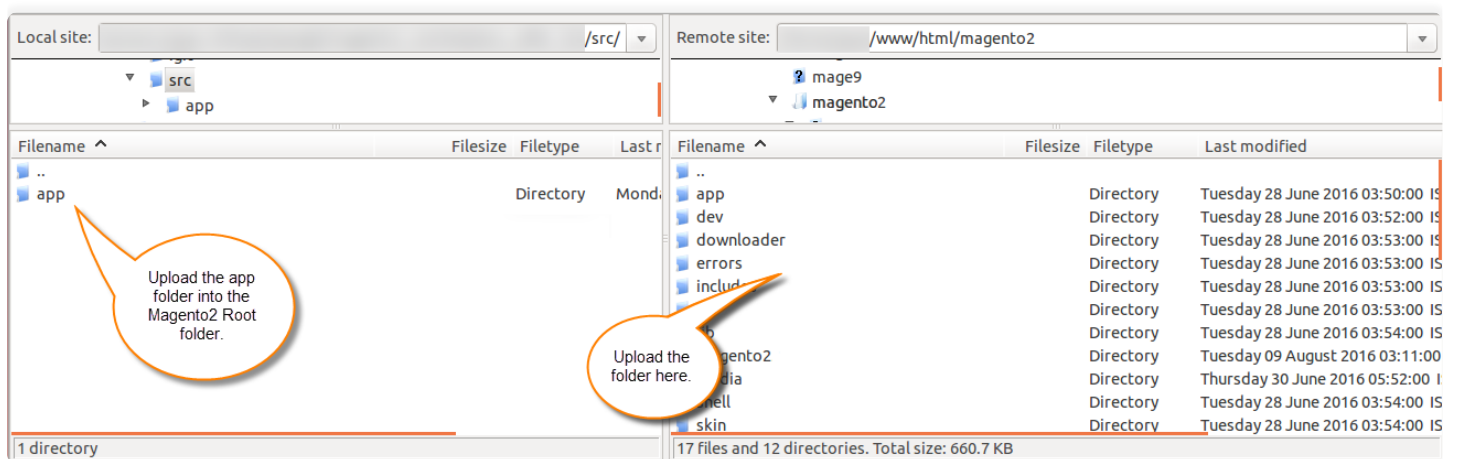 Local site: /src/
src
app
Filename Filesize Filetype Last
..
app Directory
Upload the app
folder into the
Magento2 Root
folder.
1 directory
Remote site: /www/html/magento2
mage9
magento2
Filename Filesize Filetype Last modified
..
app Directory Tuesday 28 June 2016 03:50:00
dev Directory Tuesday 28 June 2016 03:52:00
downloader Directory Tuesday 28 June 2016 03:53:00
errors Directory Tuesday 28 June 2016 03:53:00
Directory Tuesday 28 June 2016 03:53:00
Directory Tuesday 28 June 2016 03:53:00
Directory Tuesday 28 June 2016 03:54:00
Directory Tuesday 09 August 2016 03:11:00
Directory Thursday 30 June 2016 05:52:00
Directory Tuesday 28 June 2016 03:54:00
skin Directory Tuesday 28 June 2016 03:54:00
Upload the
folder here.
17 files and 12 directories. Total size: 660.7 KB